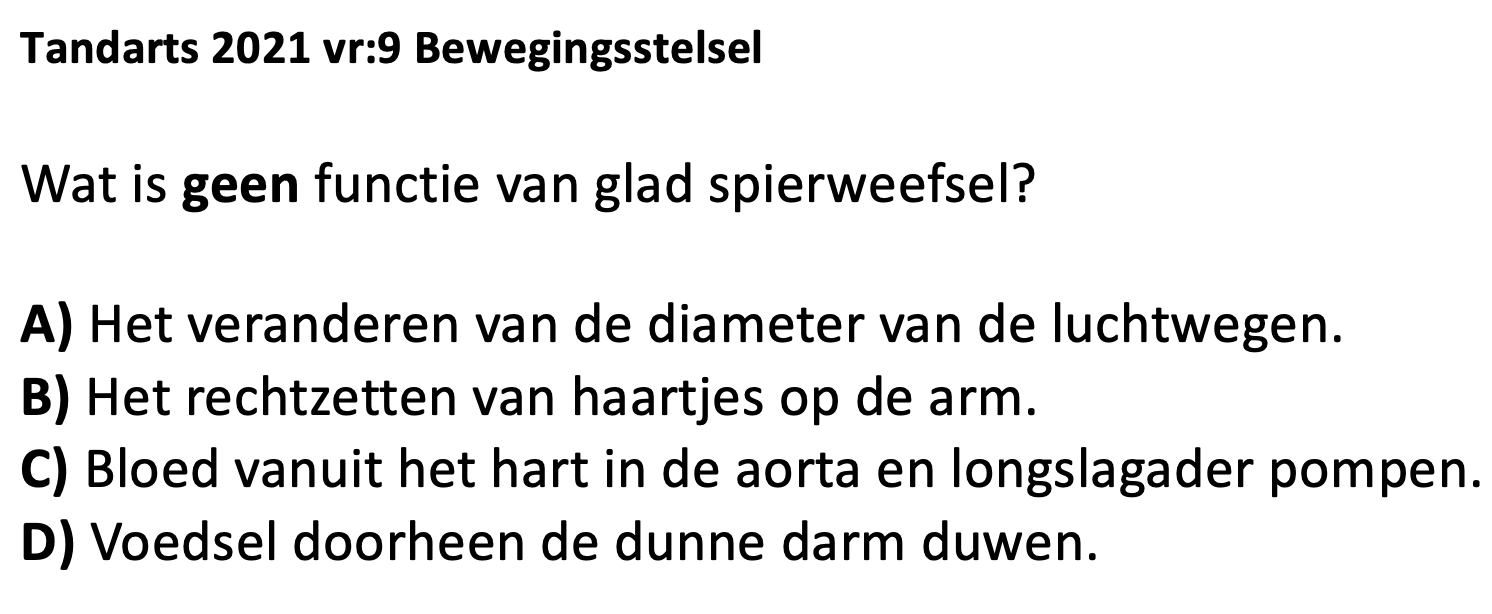 Tandarts 2021 vr:9 Bewegingsstelsel
Wat is geen functie van glad spierweefsel?
A) Het veranderen van de diameter van de luchtwegen.
B) Het rechtzetten van haartjes op de arm.
C) Bloed vanuit het hart in de aorta en longslagader pompen.
D) Voedsel doorheen de dunne darm duwen.